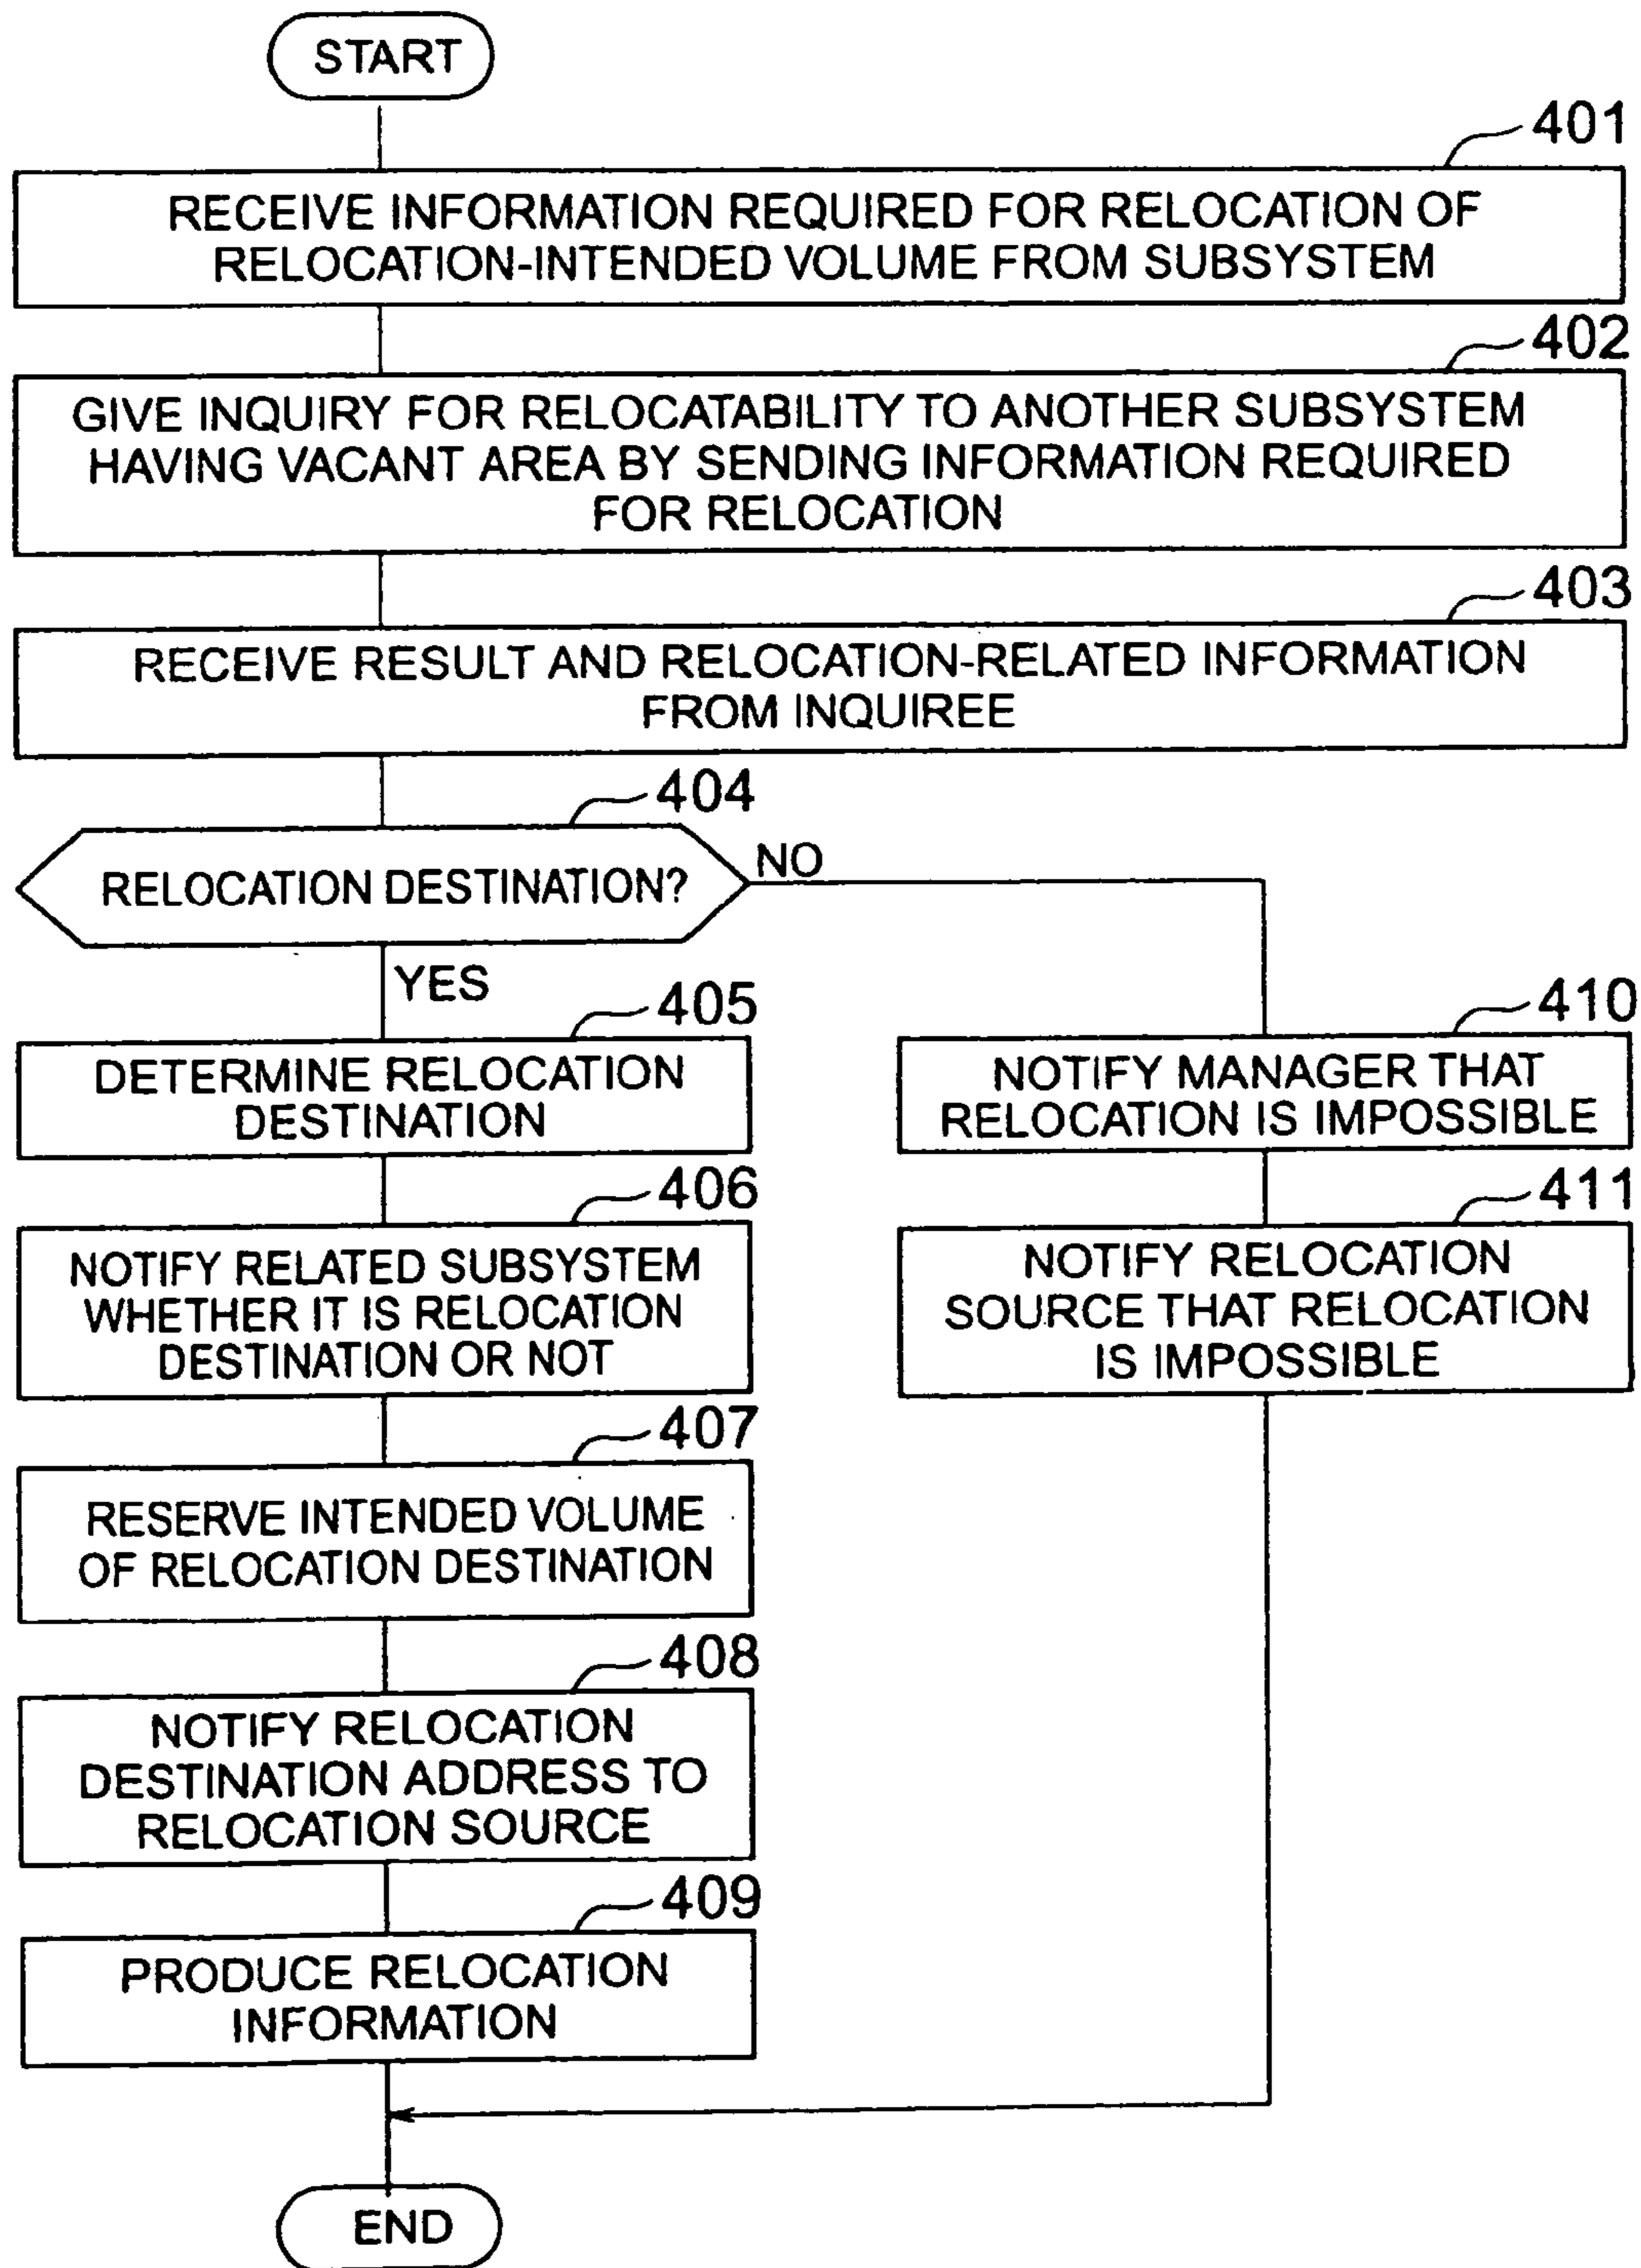 START
401
RECEIVE INFORMATION REQUIRED FOR RELOCATION OF
RELOCATION-INTENDED VOLUME FROM SUBSYSTEM
402
GIVE INQUIRY FOR RELOCATABILITY TO ANOTHER SUBSYSTEM
HAVING VACANT AREA BY SENDING INFORMATION REQUIRED
FOR RELOCATION
403
RECEIVE RESULT AND RELOCATION-RELATED INFORMATION
FROM INQUIREE
404
RELOCATION DESTINATION?
NO
YES
405
DETERMINE RELOCATION
DESTINATION
406
NOTIFY RELATED SUBSYSTEM
WHETHER IT IS RELOCATION
DESTINATION OR NOT
407
RESERVE INTENDED VOLUME
OF RELOCATION DESTINATION
408
NOTIFY RELOCATION
DESTINATION ADDRESS TO
RELOCATION SOURCE
409
PRODUCE RELOCATION
INFORMATION
410
NOTIFY MANAGER THAT
RELOCATION IS IMPOSSIBLE
411
NOTIFY RELOCATION
SOURCE THAT RELOCATION
IS IMPOSSIBLE
END